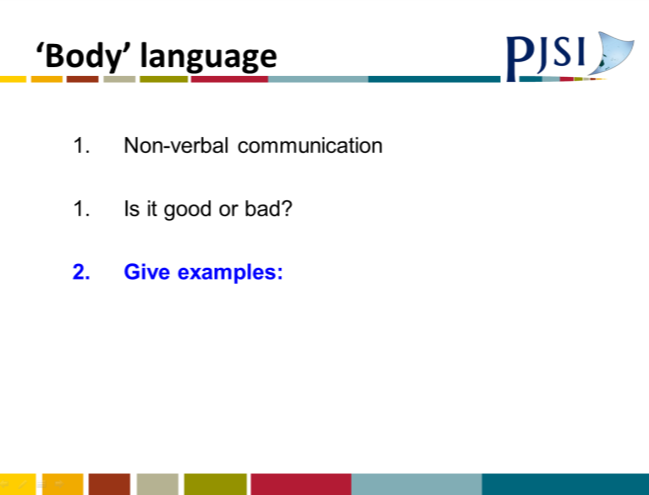 ‘Body’ language
PJSI
1. Non-verbal communication
1. Is it good or bad?
2. Give examples: